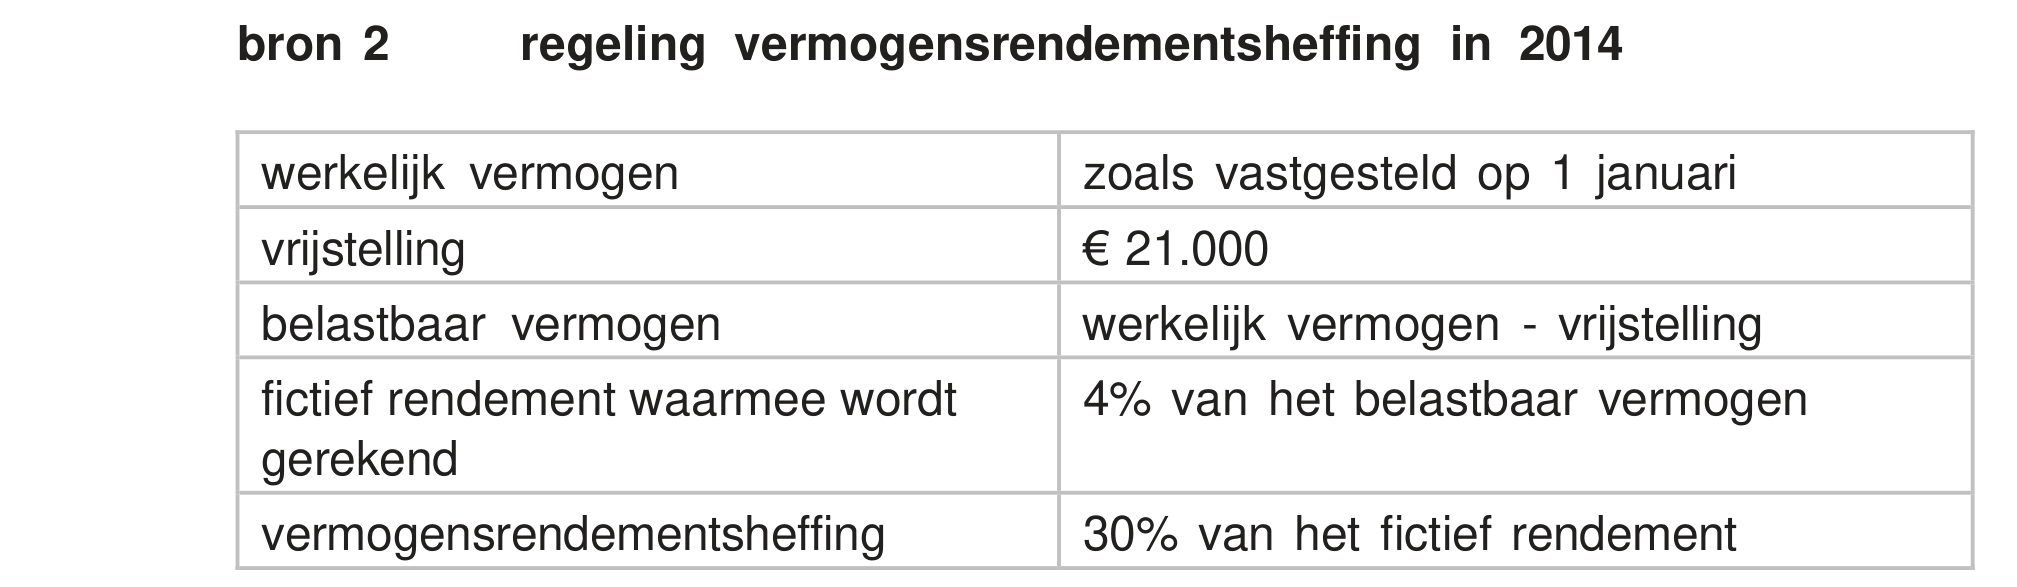 bron 2 regeling vermogensrendementsheffing in 2014
werkelijk vermogen zoals vastgesteld op 1 januari
vrijstelling € 21.000
belastbaar vermogen werkelijk vermogen - vrijstelling
fictief rendement waarmee wordt 4% van het belastbaar vermogen
gerekend
vermogensrendementsheffing 30% van het fictief rendement